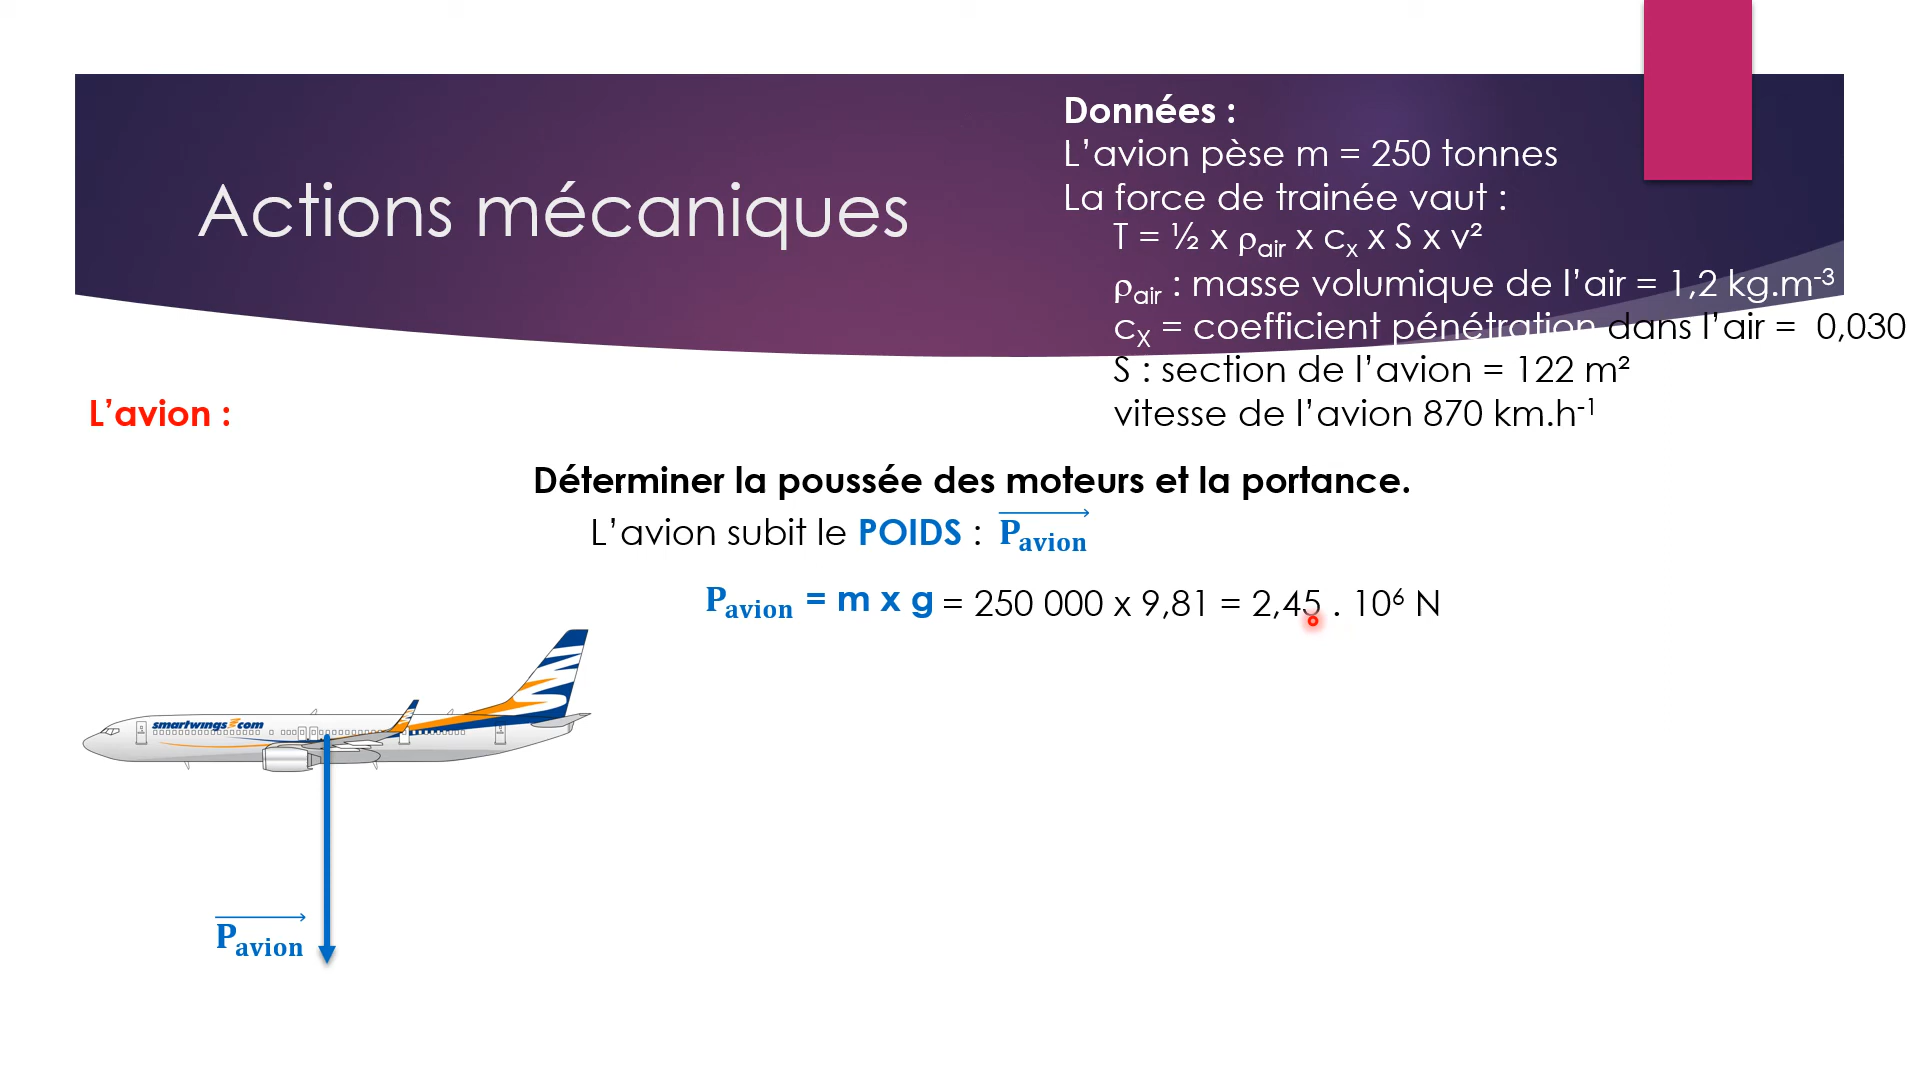 Actions mécaniques
Données :
L’avion pèse m = 250 tonnes
La force de trainée vaut :
T = ½ x ρair x cx x S x v²
ρair : masse volumique de l’air = 1,2 kg.m-3
cX = coefficient pénétration dans l’air = 0,030
S : section de l’avion = 122 m²
vitesse de l’avion 870 km.h-1
L’avion :
Déterminer la poussée des moteurs et la portance.
L’avion subit le POIDS : Pavion
Pavion = m x g = 250 000 x 9,81 = 2,45 . 10⁶ N
smartwings.com
Pavion